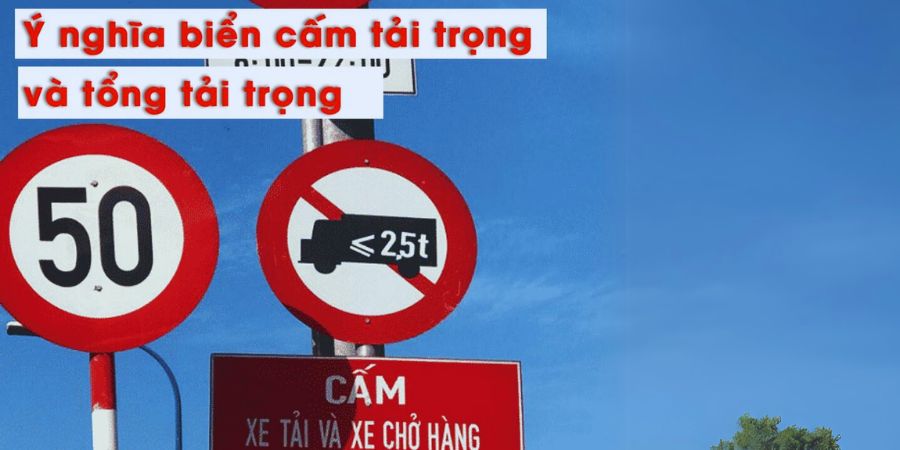 Ý nghĩa biển cấm tải trọng
và tổng tải trọng
50
≤ 2,5t
CẤM
XE TẢI VÀ XE CHỞ HÀNG